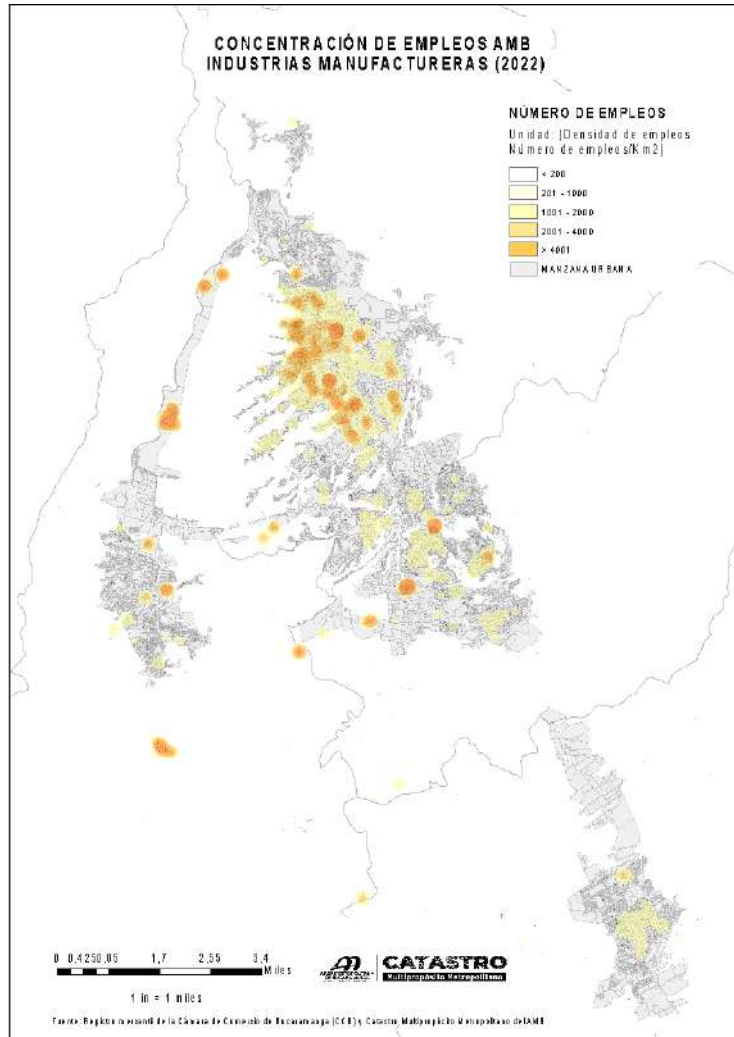 CONCENTRACIÓN DE EMPLEOS AMB
INDUSTRIAS MANUFACTURERAS (2022)
NÚMERO DE EMPLEOS
Unidad: [Densidad de empleos
Número de empleos/Km2]
< 200
201 - 1000
1001 - 2000
2001 - 4000
> 4001
MANZANA URBANA
0 0,4250,85 1,7 2,55 3,4
Miles
1 in = 1 miles
CATASTRO
Multipropósito Metropolitano
Fuente: Registro mercantil de la Cámara de Comercio de Bucaramanga (CCB) y Catastro Multipropócito Metropolitano del AMB